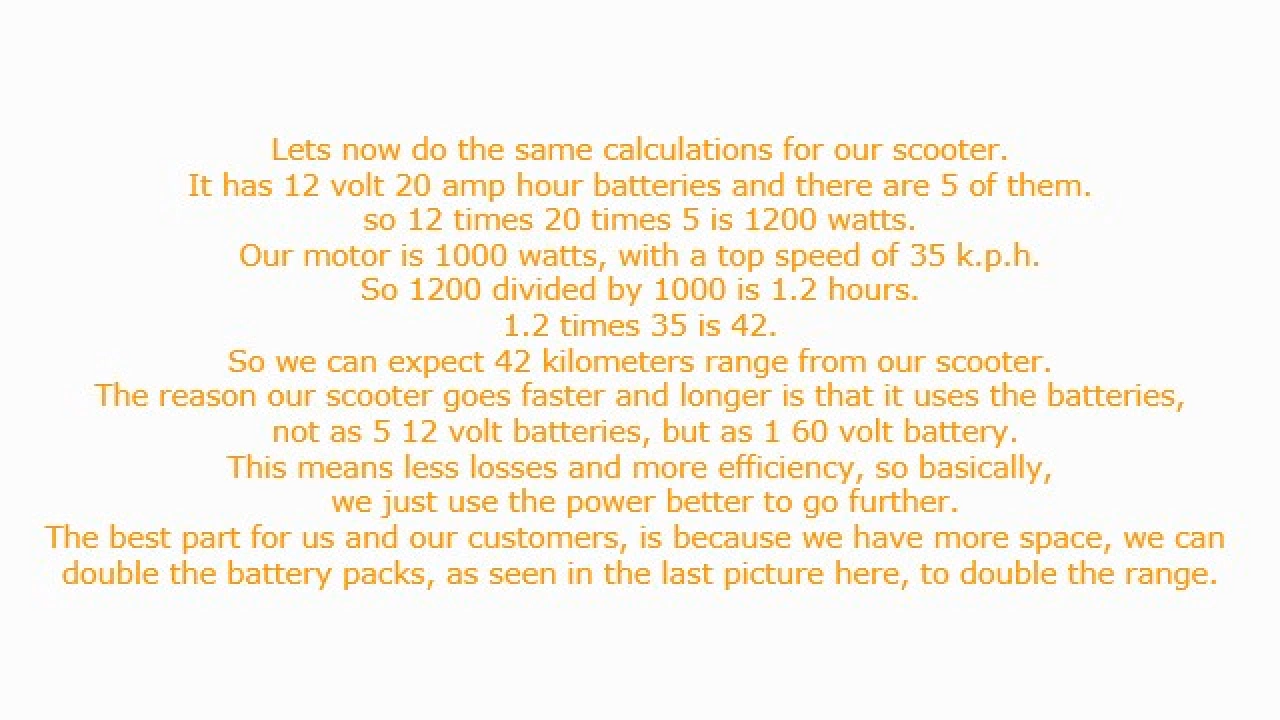 Lets now do the same calculations for our scooter.
It has 12 volt 20 amp hour batteries and there are 5 of them.
so 12 times 20 times 5 is 1200 watts.
Our motor is 1000 watts, with a top speed of 35 k.p.h.
So 1200 divided by 1000 is 1.2 hours.
1.2 times 35 is 42.
So we can expect 42 kilometers range from our scooter.
The reason our scooter goes faster and longer is that it uses the batteries,
not as 5 12 volt batteries, but as 1 60 volt battery.
This means less losses and more efficiency, so basically,
we just use the power better to go further.
The best part for us and our customers, is because we have more space, we can
double the battery packs, as seen in the last picture here, to double the range.